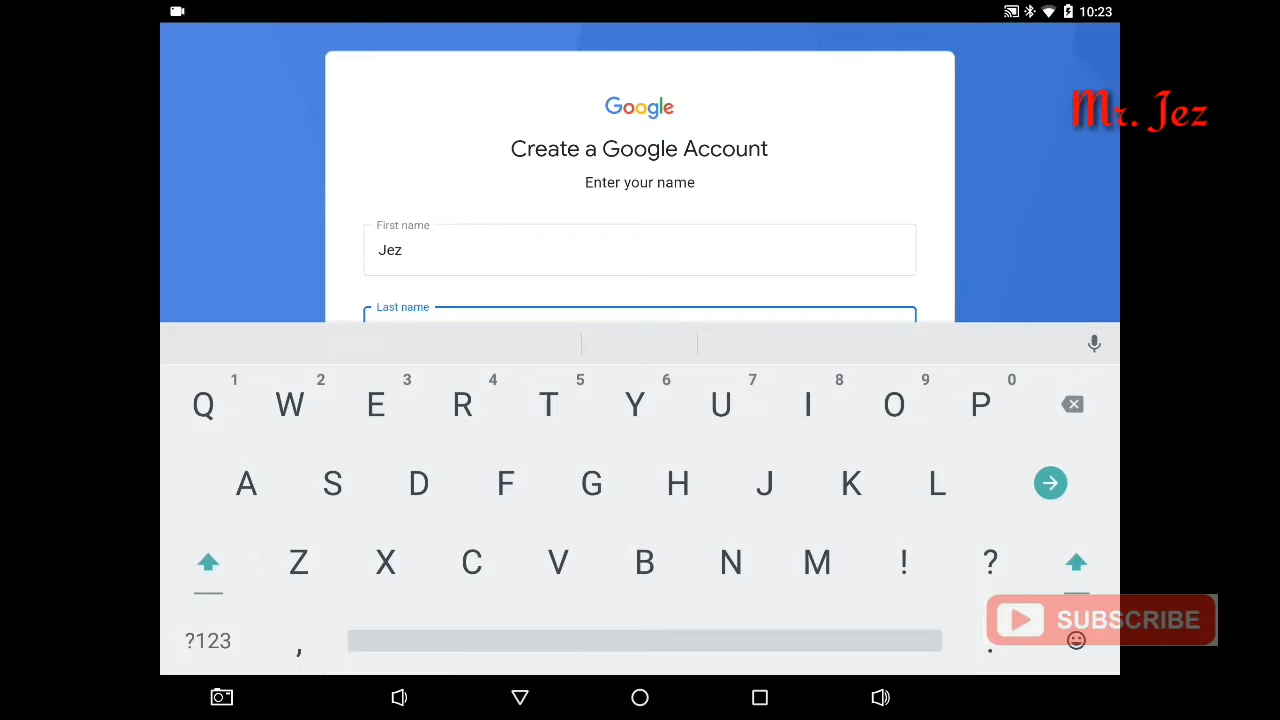 10:23
Mr. Jez
Google
Create a Google Account
Enter your name
First name
Jez
Last name
1 2 3 4 5 6 7 8 9 0
Q W E R T Y U I O P
A S D F G H J K L
Z X C V B N M ! ?
SUBSCRIBE
?123 , .